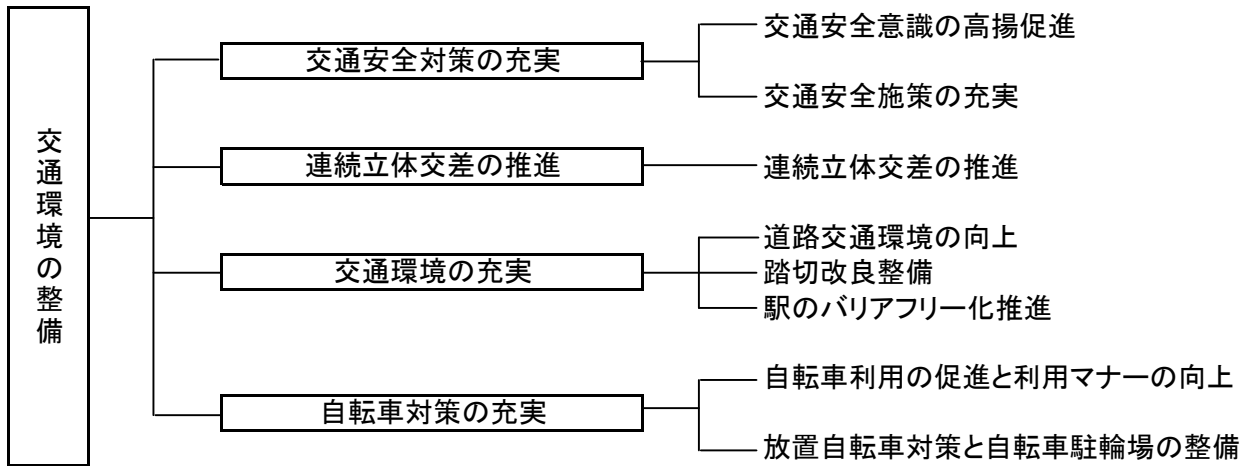 交通環境の整備
交通安全対策の充実
交通安全意識の高揚促進
交通安全施策の充実
連続立体交差の推進
連続立体交差の推進
交通環境の充実
道路交通環境の向上
踏切改良整備
駅のバリアフリー化推進
自転車対策の充実
自転車利用の促進と利用マナーの向上
放置自転車対策と自転車駐輪場の整備